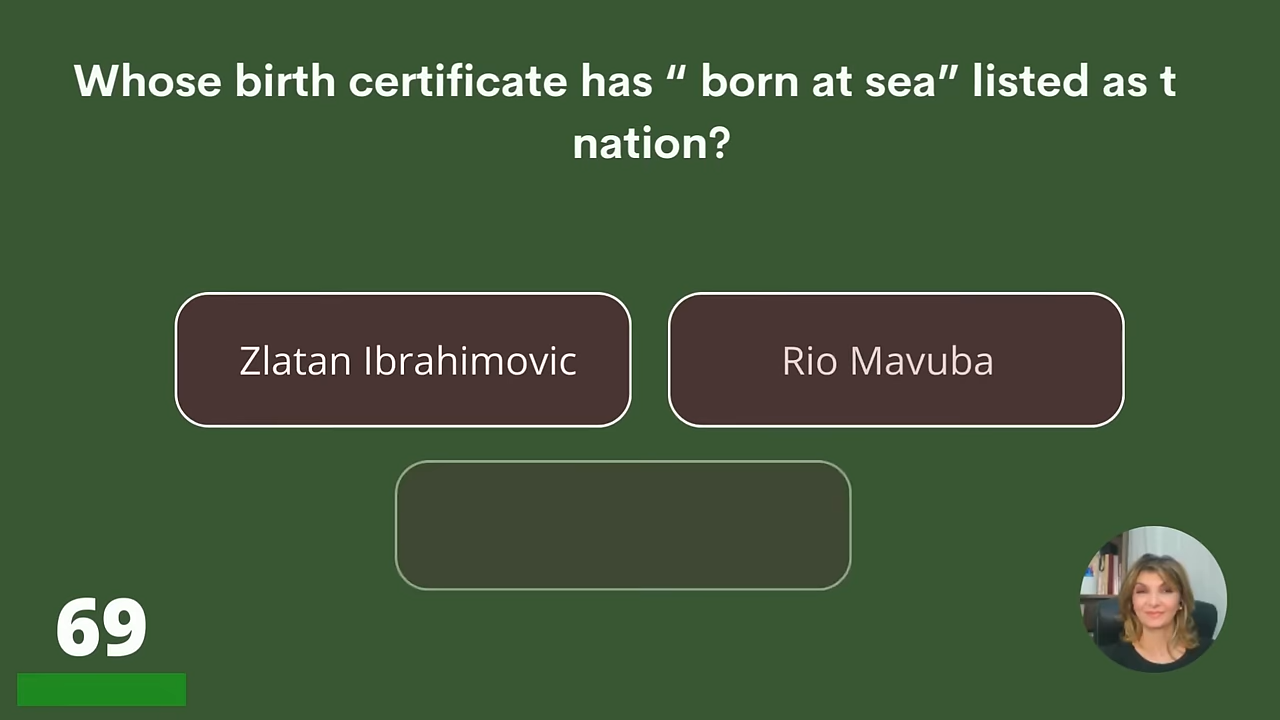 Whose birth certificate has “ born at sea” listed as t
nation?
Zlatan Ibrahimovic
Rio Mavuba
69